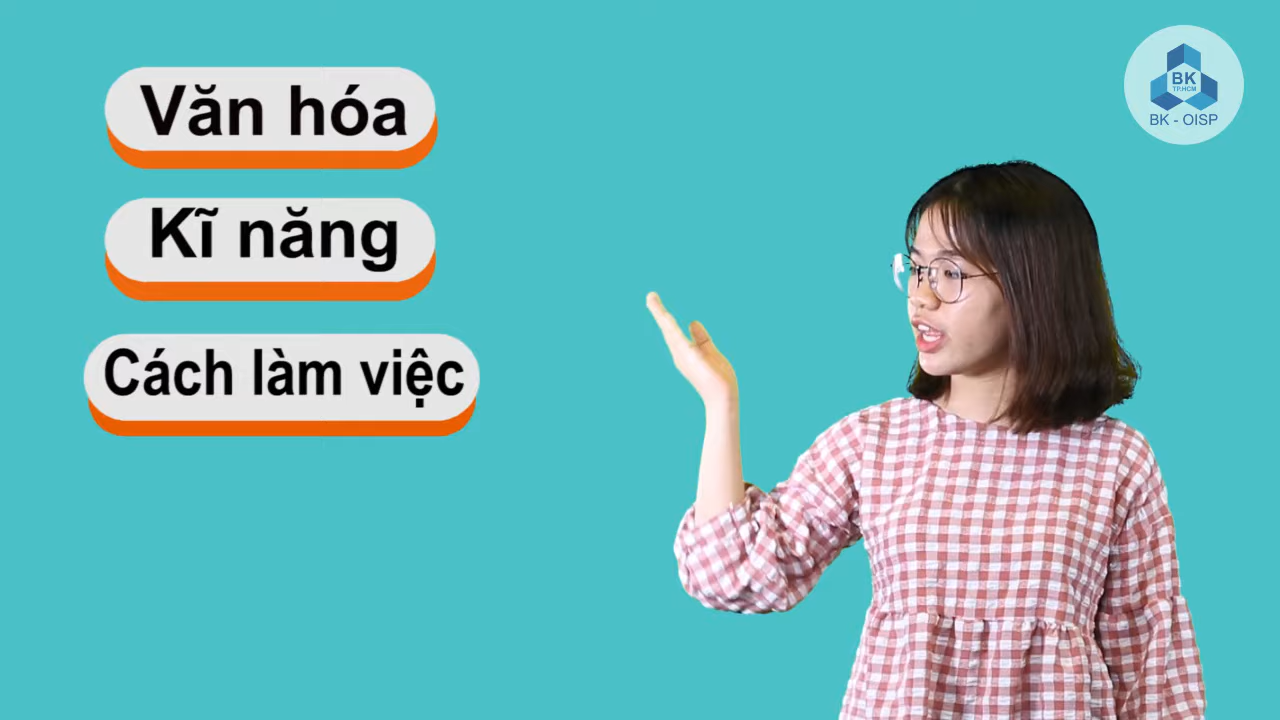 Văn hóa
Kĩ năng
Cách làm việc
BK
TP.HCM
BK - OISP